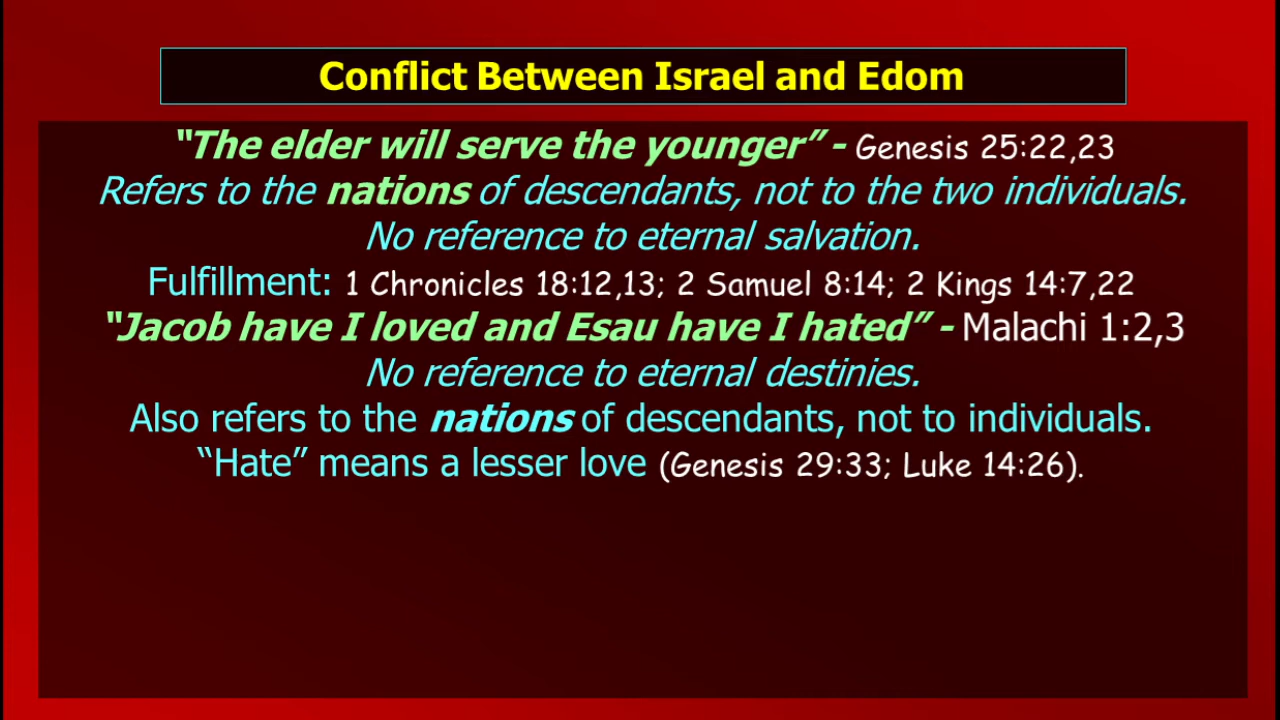 Conflict Between Israel and Edom
“The elder will serve the younger” - Genesis 25:22,23
Refers to the nations of descendants, not to the two individuals.
No reference to eternal salvation.
Fulfillment: 1 Chronicles 18:12,13; 2 Samuel 8:14; 2 Kings 14:7,22
“Jacob have I loved and Esau have I hated” - Malachi 1:2,3
No reference to eternal destinies.
Also refers to the nations of descendants, not to individuals.
“Hate” means a lesser love (Genesis 29:33; Luke 14:26).